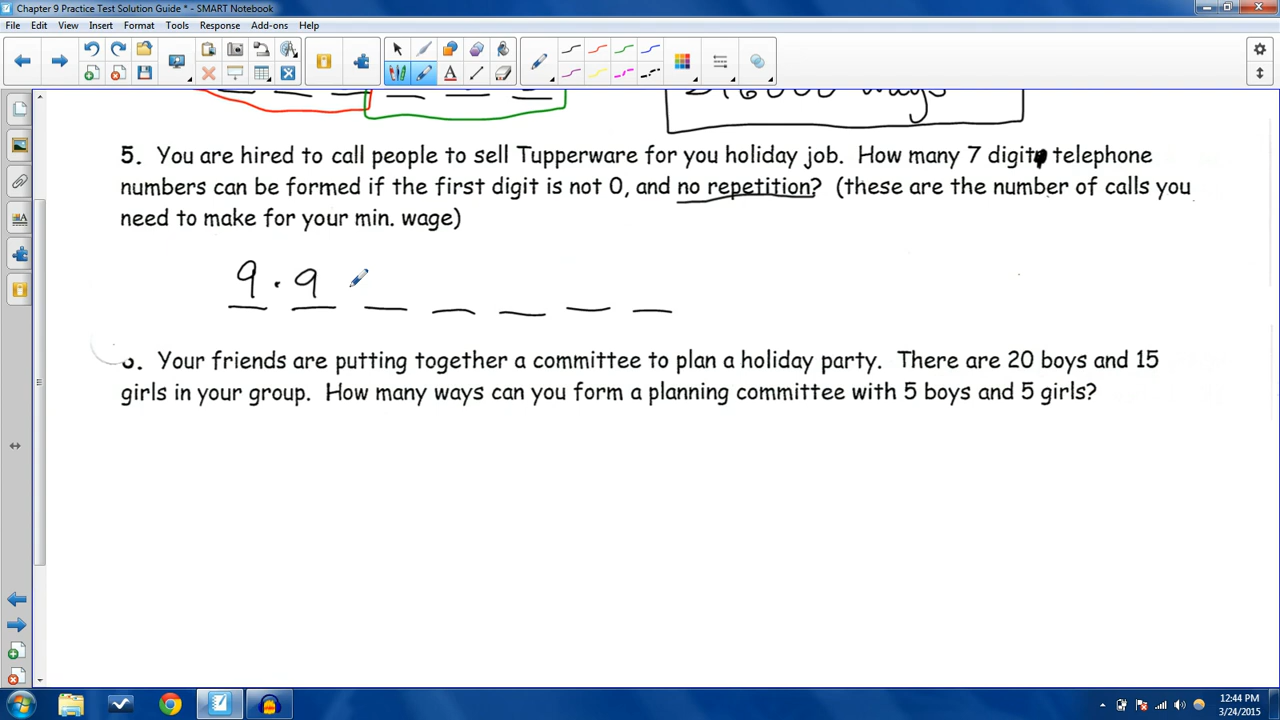 Chapter 9 Practice Test Solution Guide * - SMART Notebook
File Edit View Insert Format Tools Response Add-ons Help
216000 ways
5. You are hired to call people to sell Tupperware for you holiday job. How many 7 digit telephone
numbers can be formed if the first digit is not 0, and no repetition? (these are the number of calls you
need to make for your min. wage)
9 · 9
6. Your friends are putting together a committee to plan a holiday party. There are 20 boys and 15
girls in your group. How many ways can you form a planning committee with 5 boys and 5 girls?
12:44 PM
3/24/2015